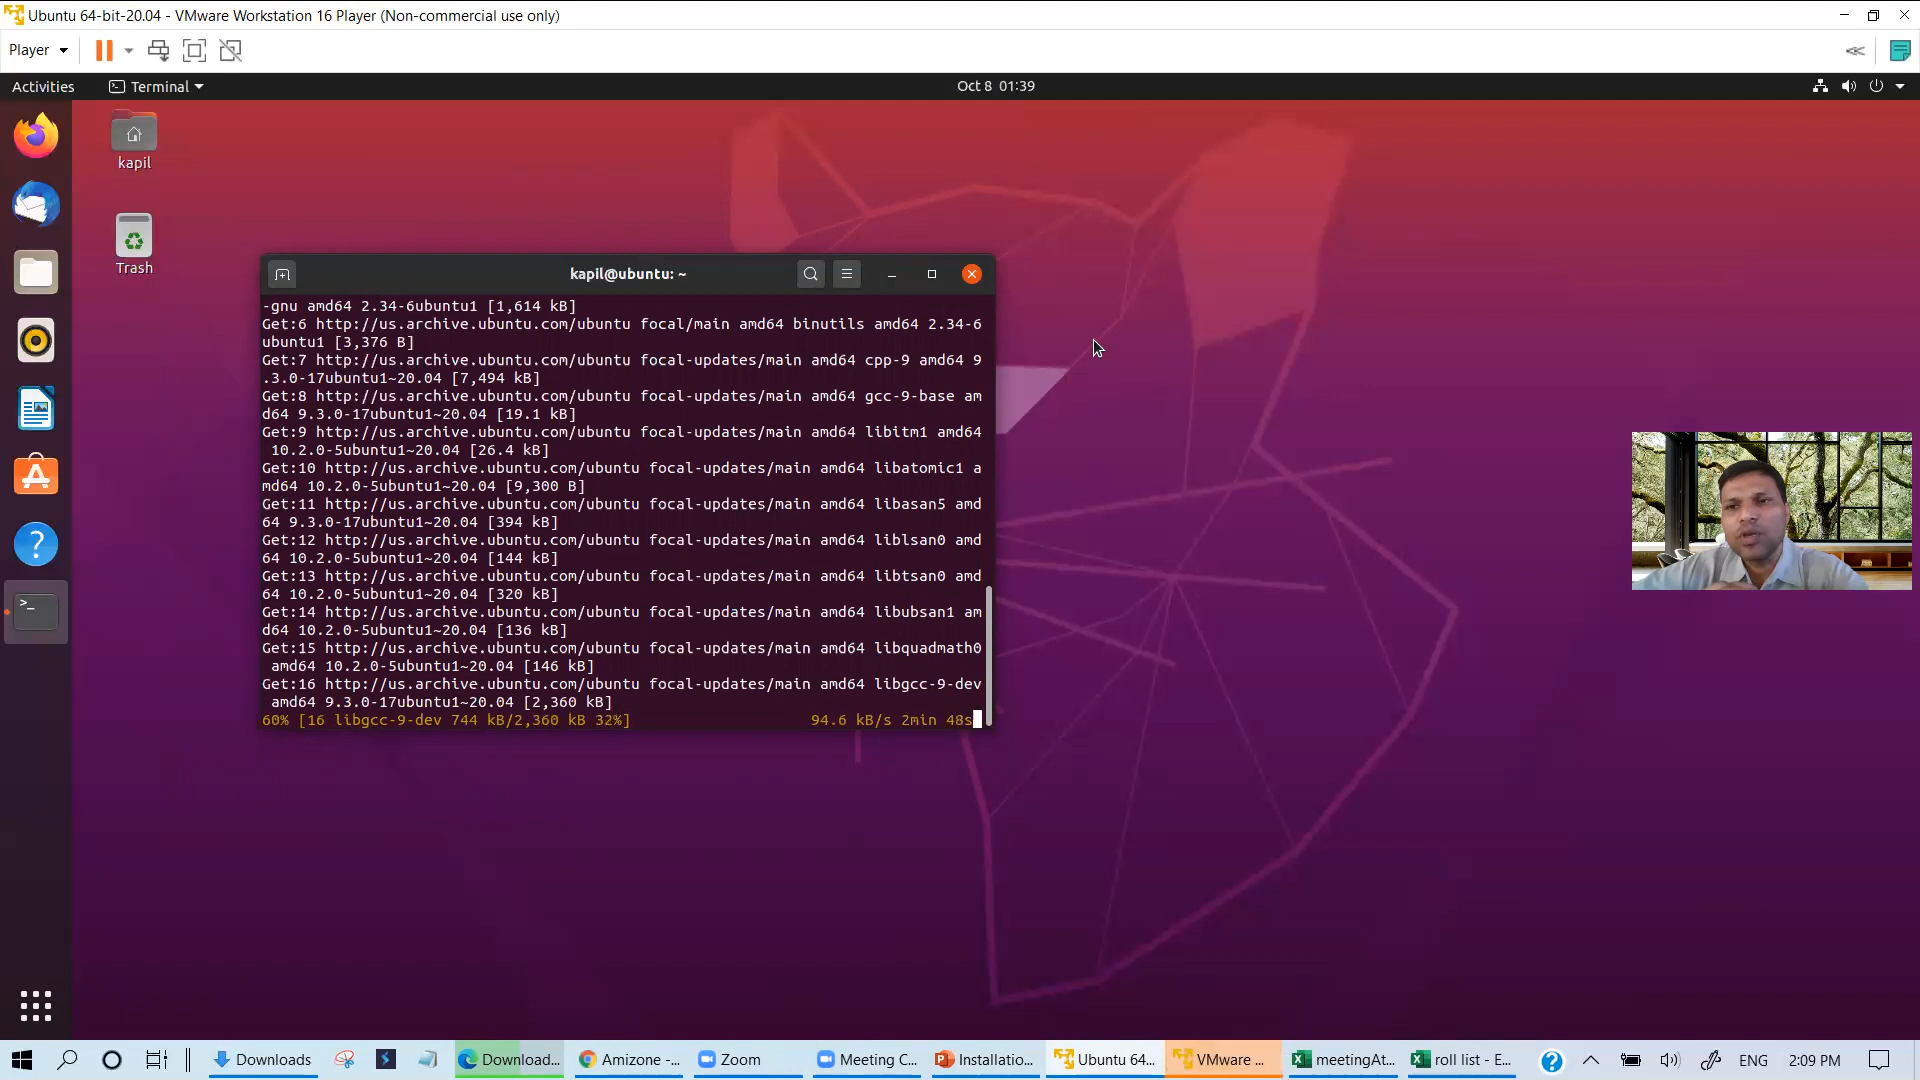 Ubuntu 64-bit-20.04 - VMware Workstation 16 Player (Non-commercial use only)
Player
Activities
Terminal
Oct 8 01:39
kapil
Trash
kapil@ubuntu: ~
-gnu amd64 2.34-6ubuntu1 [1,614 kB]
Get:6 http://us.archive.ubuntu.com/ubuntu focal/main amd64 binutils amd64 2.34-6
ubuntu1 [3,376 B]
Get:7 http://us.archive.ubuntu.com/ubuntu focal-updates/main amd64 cpp-9 amd64 9
.3.0-17ubuntu1~20.04 [7,494 kB]
Get:8 http://us.archive.ubuntu.com/ubuntu focal-updates/main amd64 gcc-9-base am
d64 9.3.0-17ubuntu1~20.04 [19.1 kB]
Get:9 http://us.archive.ubuntu.com/ubuntu focal-updates/main amd64 libitm1 amd64
10.2.0-5ubuntu1~20.04 [26.4 kB]
Get:10 http://us.archive.ubuntu.com/ubuntu focal-updates/main amd64 libatomic1 a
md64 10.2.0-5ubuntu1~20.04 [9,300 B]
Get:11 http://us.archive.ubuntu.com/ubuntu focal-updates/main amd64 libasan5 amd
64 9.3.0-17ubuntu1~20.04 [394 kB]
Get:12 http://us.archive.ubuntu.com/ubuntu focal-updates/main amd64 liblsan0 amd
64 10.2.0-5ubuntu1~20.04 [144 kB]
Get:13 http://us.archive.ubuntu.com/ubuntu focal-updates/main amd64 libtsan0 amd
64 10.2.0-5ubuntu1~20.04 [320 kB]
Get:14 http://us.archive.ubuntu.com/ubuntu focal-updates/main amd64 libubsan1 am
d64 10.2.0-5ubuntu1~20.04 [136 kB]
Get:15 http://us.archive.ubuntu.com/ubuntu focal-updates/main amd64 libquadmath0
amd64 10.2.0-5ubuntu1~20.04 [146 kB]
Get:16 http://us.archive.ubuntu.com/ubuntu focal-updates/main amd64 libgcc-9-dev
amd64 9.3.0-17ubuntu1~20.04 [2,360 kB]
60% [16 libgcc-9-dev 744 kB/2,360 kB 32%] 94.6 kB/s 2min 48s
Downloads
Download...
Amizone -...
Zoom
Meeting C...
Installatio...
Ubuntu 64...
VMware ...
meetingAt...
roll list - E...
ENG
2:09 PM